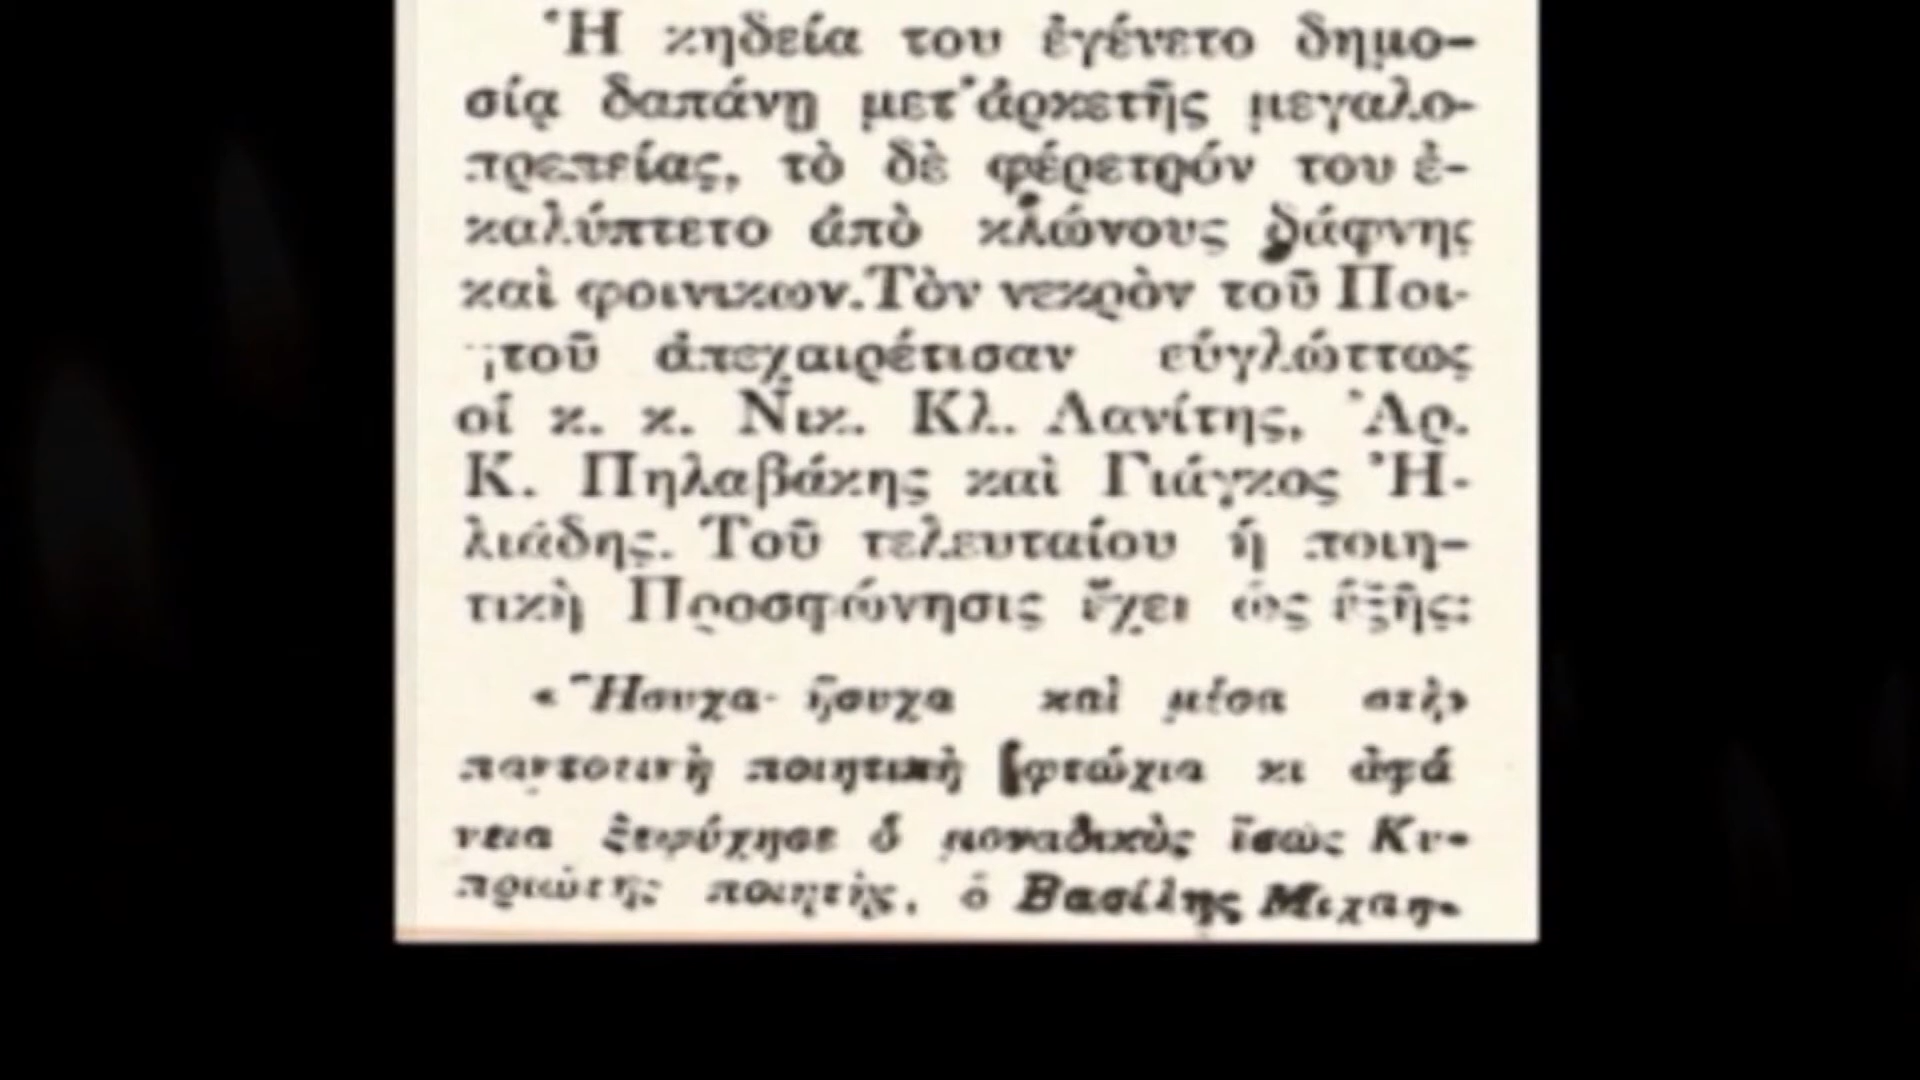 Ἡ κηδεία του ἐγένετο δημο-
σίᾳ δαπάνῃ μετ' ἀρκετῆς μεγαλο-
πρεπείας, τὸ δὲ φέρετρόν του ἐ-
καλύπτετο ἀπὸ κλώνους δάφνης
καὶ φοινικων. Τὸν νεκρὸν τοῦ Ποι-
ητοῦ ἀπεχαιρέτισαν εὐγλώττως
οἱ κ. κ. Νικ. Κλ. Λανίτης, Ἀρ.
Κ. Πηλαβάκης καὶ Γιάγκος Ἠ-
λιάδης. Τοῦ τελευταίου ἡ ποιη-
τικὴ Προσφώνησις ἔχει ὡς ἑξῆς:
« Ἥσυχα- ἥσυχα καὶ μέσα στὴν
παντοτινὴ ποιητικὴ φτώχια κι ἀφά
νεια ξεψύχησε ὁ μοναδικὸς ἴσως Κυ-
πριώτης ποιητὴς, ὁ Βασίλης Μιχαη-